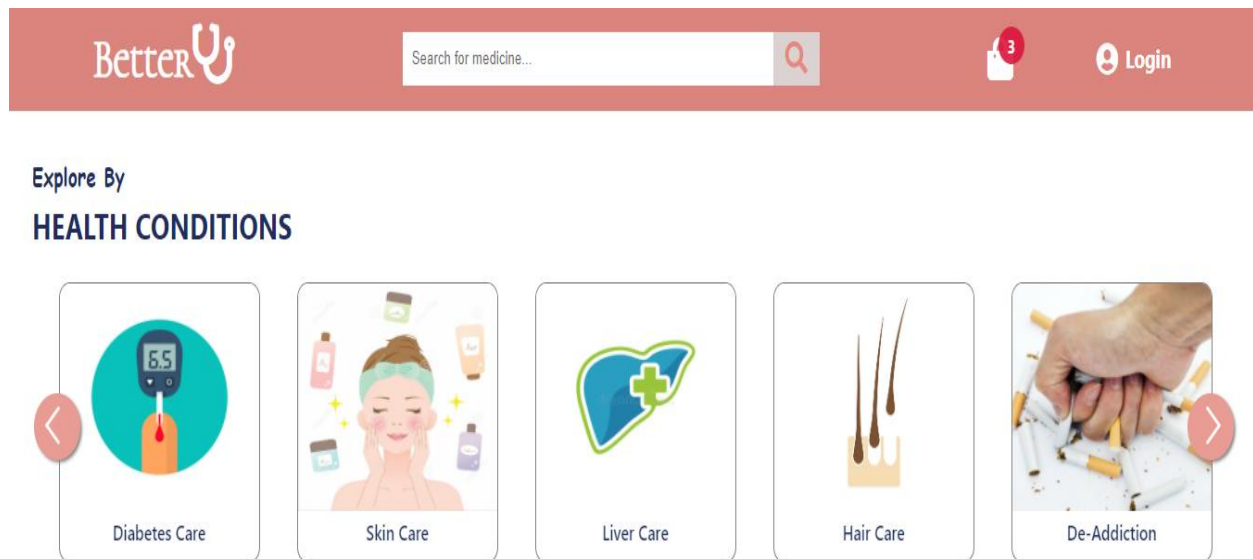 BetterU
Search for medicine...
3
Login
Explore By
HEALTH CONDITIONS
6.5
Diabetes Care
Skin Care
Liver Care
Hair Care
De-Addiction